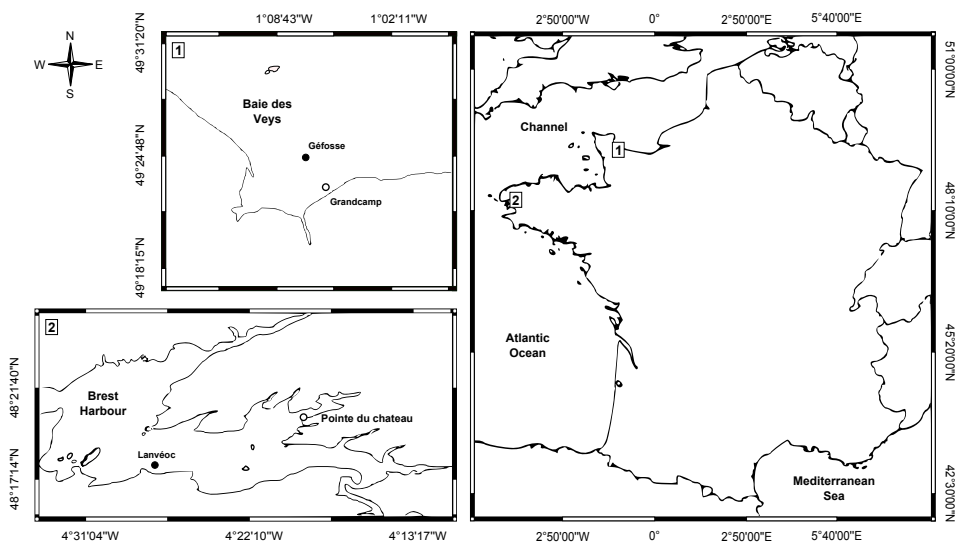 N
W E
S
1°08'43"W 1°02'11"W
49°31'20"N
49°24'48"N
49°18'15"N
1
Baie des
Veys
Géfosse
Grandcamp
2
Brest
Harbour
Pointe du chateau
Lanvéoc
48°21'40"N
48°17'14"N
4°31'04"W 4°22'10"W 4°13'17"W
2°50'00"W 0° 2°50'00"E 5°40'00"E
51°00'00"N
48°10'00"N
45°20'00"N
42°30'00"N
Channel
1
2
Atlantic
Ocean
Mediterranean
Sea
2°50'00"W 0° 2°50'00"E 5°40'00"E